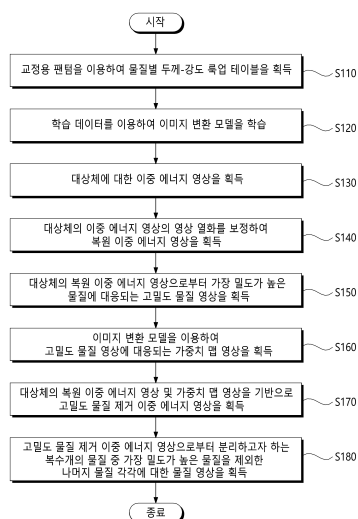 시작
교정용 팬텀을 이용하여 물질별 두께-강도 룩업 테이블을 획득
S110
학습 데이터를 이용하여 이미지 변환 모델을 학습
S120
대상체에 대한 이중 에너지 영상을 획득
S130
대상체의 이중 에너지 영상의 영상 열화를 보정하여
복원 이중 에너지 영상을 획득
S140
대상체의 복원 이중 에너지 영상으로부터 가장 밀도가 높은
물질에 대응되는 고밀도 물질 영상을 획득
S150
이미지 변환 모델을 이용하여
고밀도 물질 영상에 대응되는 가중치 맵 영상을 획득
S160
대상체의 복원 이중 에너지 영상 및 가중치 맵 영상을 기반으로
고밀도 물질 제거 이중 에너지 영상을 획득
S170
고밀도 물질 제거 이중 에너지 영상으로부터 분리하고자 하는
복수개의 물질 중 가장 밀도가 높은 물질을 제외한
나머지 물질 각각에 대한 물질 영상을 획득
S180
종료